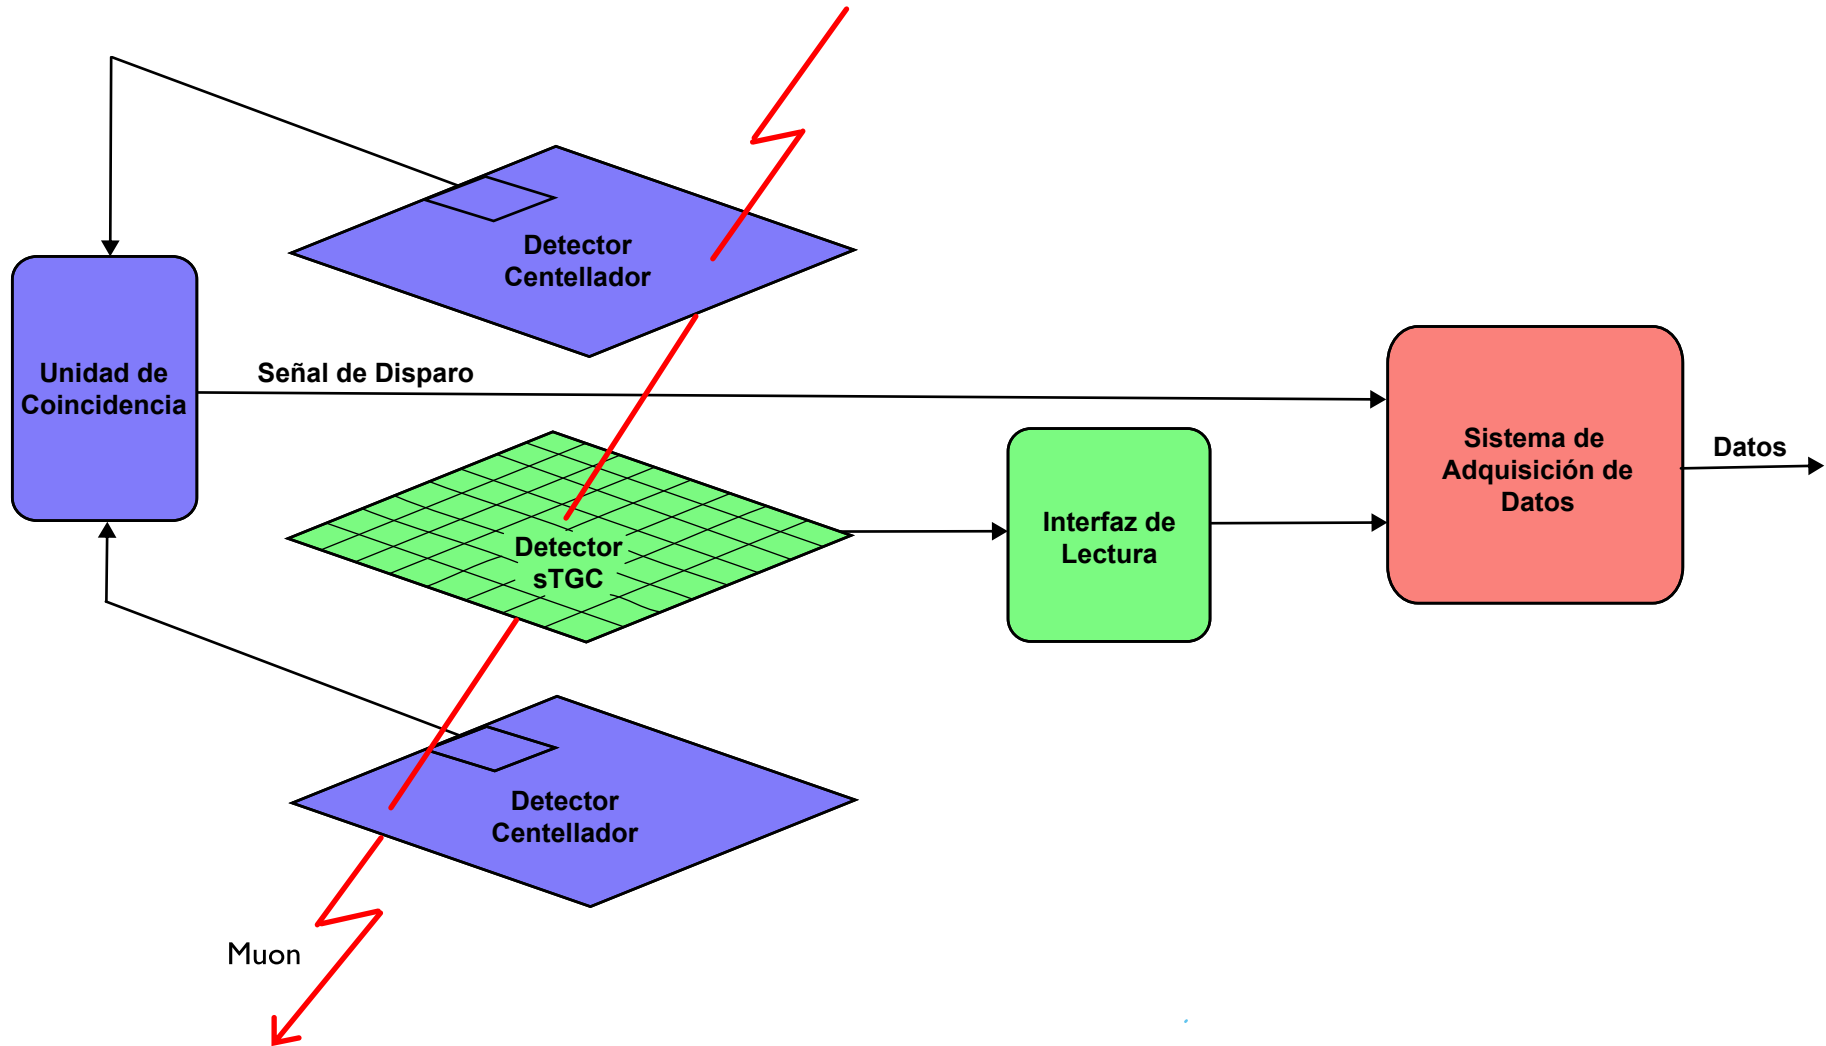 Detector
Centellador
Unidad de
Coincidencia
Señal de Disparo
Sistema de
Adquisición de
Datos
Datos
Interfaz de
Lectura
Detector
sTGC
Detector
Centellador
Muon